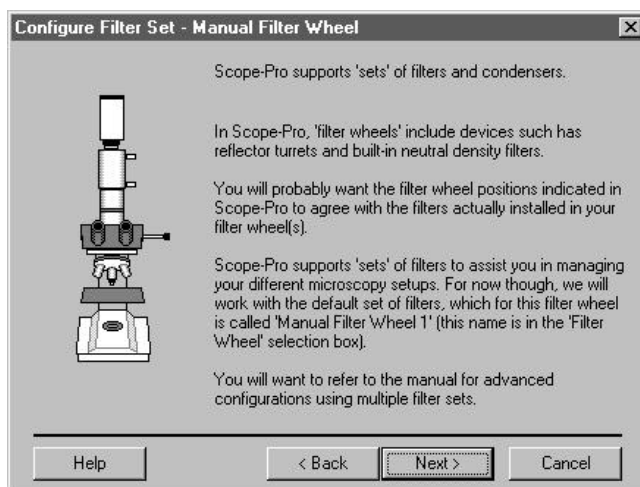 Configure Filter Set - Manual Filter Wheel
Scope-Pro supports 'sets' of filters and condensers.
In Scope-Pro, 'filter wheels' include devices such has
reflector turrets and built-in neutral density filters.
You will probably want the filter wheel positions indicated in
Scope-Pro to agree with the filters actually installed in your
filter wheel(s).
Scope-Pro supports 'sets' of filters to assist you in managing
your different microscopy setups. For now though, we will
work with the default set of filters, which for this filter wheel
is called 'Manual Filter Wheel 1' (this name is in the 'Filter
Wheel' selection box).
You will want to refer to the manual for advanced
configurations using multiple filter sets.
Help
< Back
Next >
Cancel